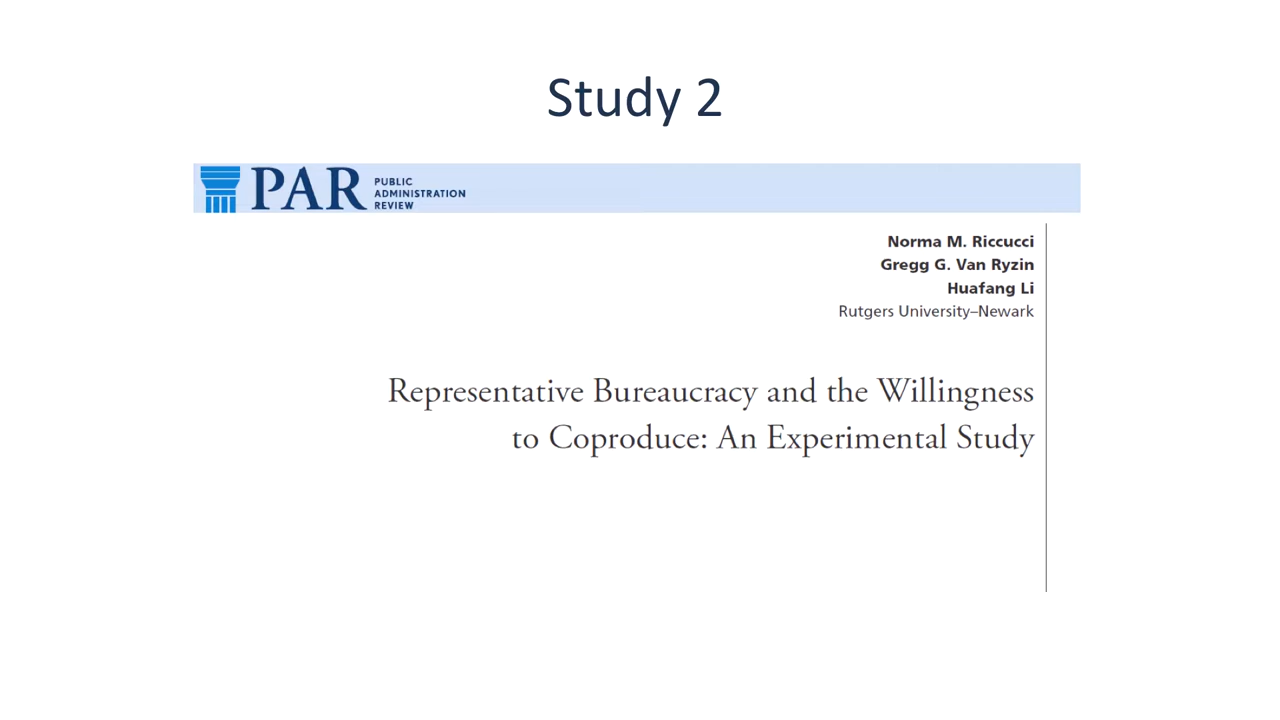 Study 2
PAR
PUBLIC
ADMINISTRATION
REVIEW
Norma M. Riccucci
Gregg G. Van Ryzin
Huafang Li
Rutgers University–Newark
Representative Bureaucracy and the Willingness
to Coproduce: An Experimental Study